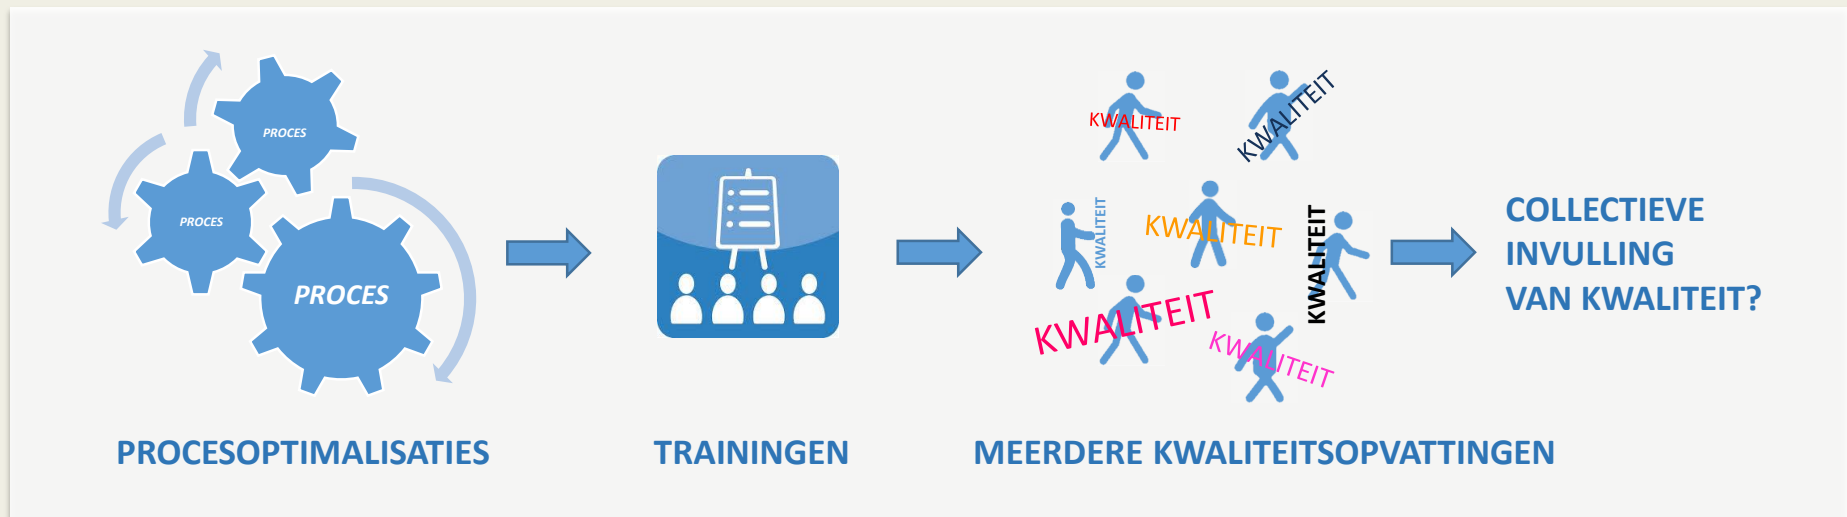 PROCES
PROCES
PROCES
KWALITEIT
KWALITEIT
KWALITEIT
KWALITEIT
KWALITEIT
KWALITEIT
KWALITEIT
COLLECTIEVE
INVULLING
VAN KWALITEIT?
PROCESOPTIMALISATIES
TRAININGEN
MEERDERE KWALITEITSOPVATTINGEN